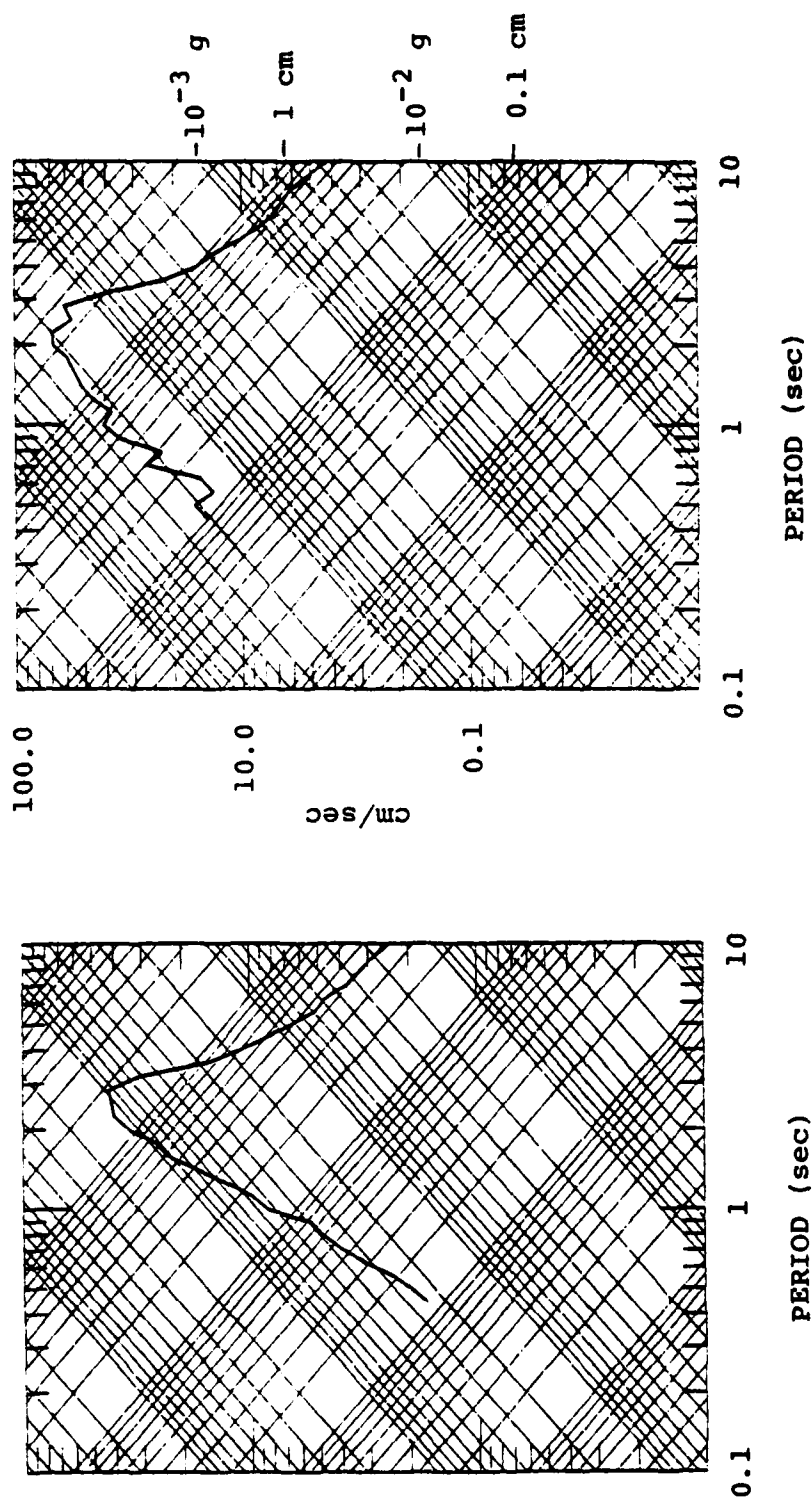 100.0
10.0
0.1
cm/sec
0.1
1
10
PERIOD (sec)
10⁻³ g
1 cm
10⁻² g
0.1 cm
0.1
1
10
PERIOD (sec)